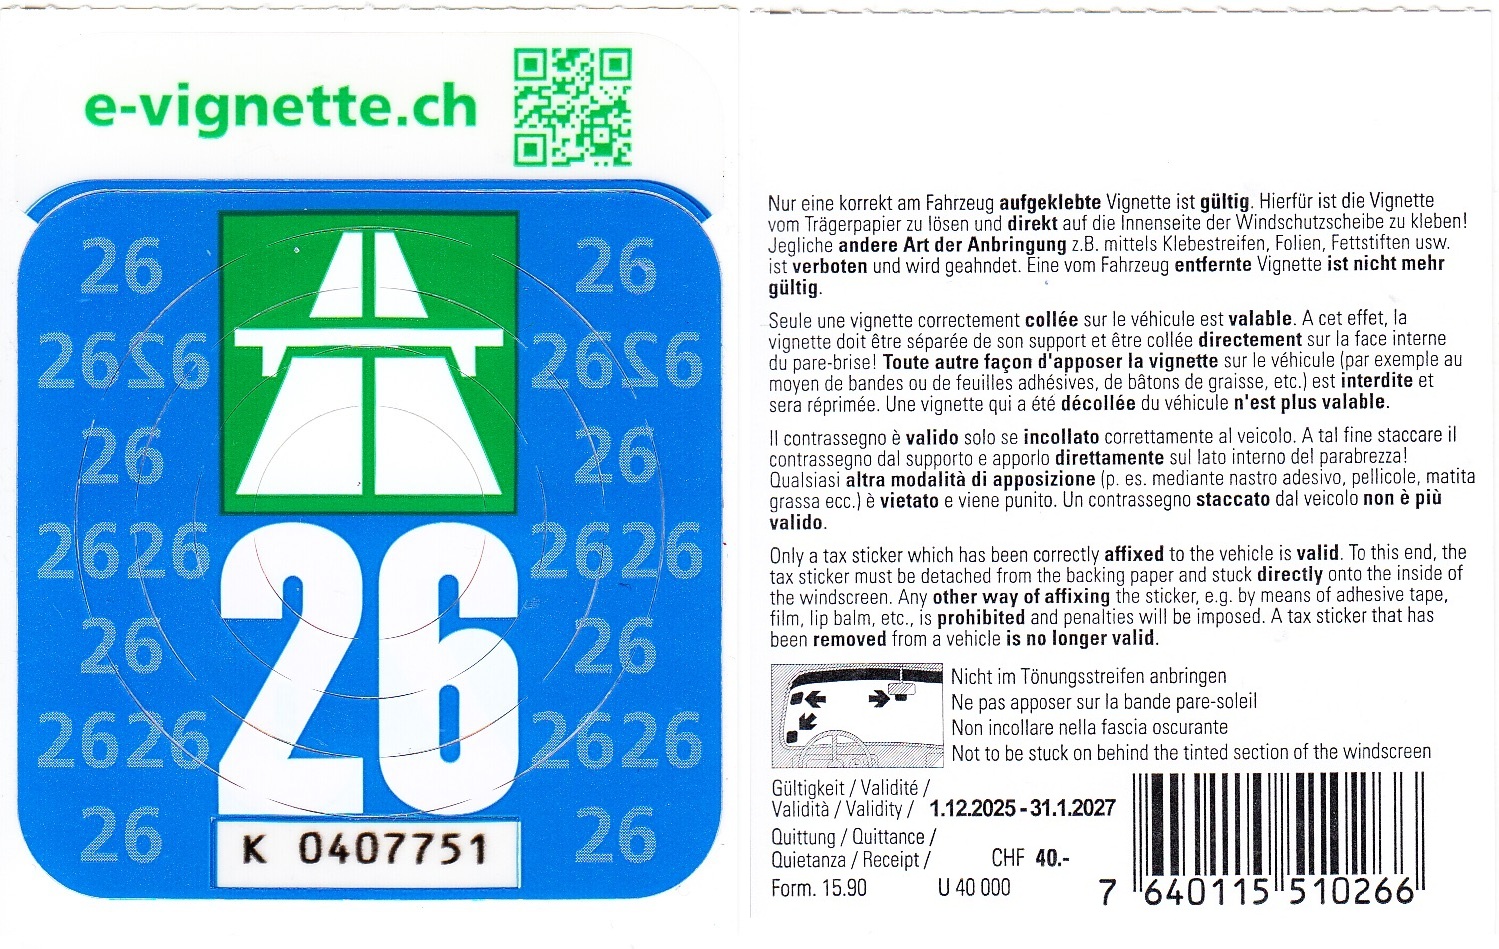 e-vignette.ch
26 26
2626 2626
26 26
2626 2626
26 26
2626 2626
26 26
26
K 0407751
Nur eine korrekt am Fahrzeug aufgeklebte Vignette ist gültig. Hierfür ist die Vignette
vom Trägerpapier zu lösen und direkt auf die Innenseite der Windschutzscheibe zu kleben!
Jegliche andere Art der Anbringung z.B. mittels Klebestreifen, Folien, Fettstiften usw.
ist verboten und wird geahndet. Eine vom Fahrzeug entfernte Vignette ist nicht mehr
gültig.
Seule une vignette correctement collée sur le véhicule est valable. A cet effet, la
vignette doit être séparée de son support et être collée directement sur la face interne
du pare-brise! Toute autre façon d'apposer la vignette sur le véhicule (par exemple au
moyen de bandes ou de feuilles adhésives, de bâtons de graisse, etc.) est interdite et
sera réprimée. Une vignette qui a été décollée du véhicule n'est plus valable.
Il contrassegno è valido solo se incollato correttamente al veicolo. A tal fine staccare il
contrassegno dal supporto e apporlo direttamente sul lato interno del parabrezza!
Qualsiasi altra modalità di apposizione (p. es. mediante nastro adesivo, pellicole, matita
grassa ecc.) è vietato e viene punito. Un contrassegno staccato dal veicolo non è più
valido.
Only a tax sticker which has been correctly affixed to the vehicle is valid. To this end, the
tax sticker must be detached from the backing paper and stuck directly onto the inside of
the windscreen. Any other way of affixing the sticker, e.g. by means of adhesive tape,
film, lip balm, etc., is prohibited and penalties will be imposed. A tax sticker that has
been removed from a vehicle is no longer valid.
Nicht im Tönungsstreifen anbringen
Ne pas apposer sur la bande pare-soleil
Non incollare nella fascia oscurante
Not to be stuck on behind the tinted section of the windscreen
Gültigkeit / Validité /
Validità / Validity / 1.12.2025 - 31.1.2027
Quittung / Quittance /
Quietanza / Receipt / CHF 40.-
Form. 15.90 U 40 000
7 640115 510266